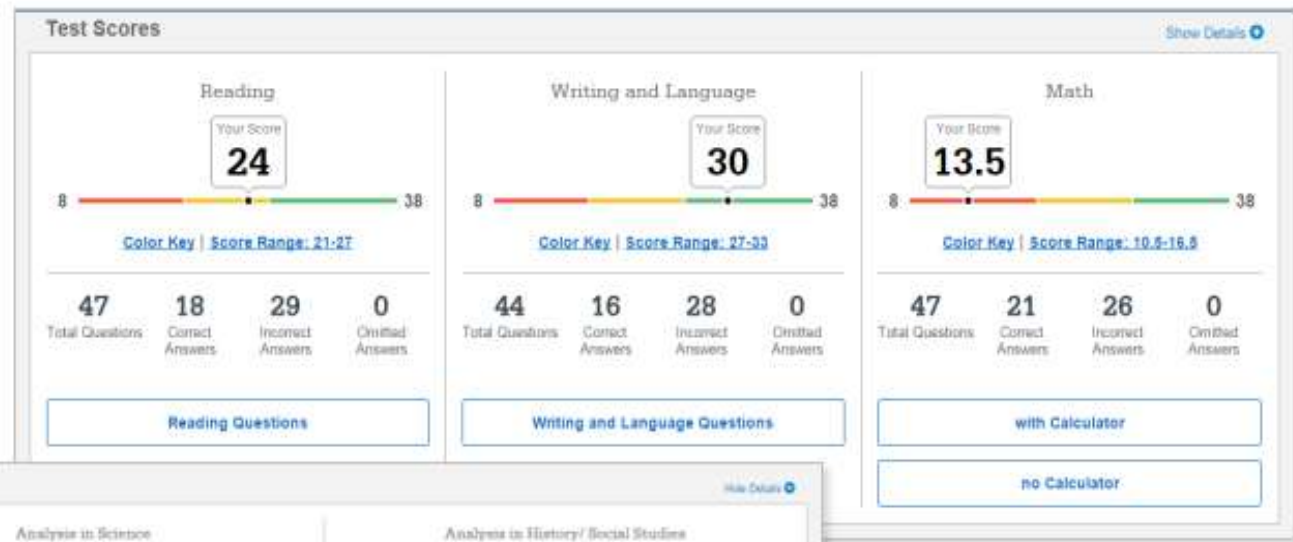 Test Scores
Show Details
Reading
Writing and Language
Math
Your Score
24
8
38
Color Key | Score Range: 21-27
Your Score
30
8
38
Color Key | Score Range: 27-33
Your Score
13.5
8
38
Color Key | Score Range: 10.5-16.5
47 18 29 0
Total Questions Correct Answers Incorrect Answers Omitted Answers
44 16 28 0
Total Questions Correct Answers Incorrect Answers Omitted Answers
47 21 26 0
Total Questions Correct Answers Incorrect Answers Omitted Answers
Reading Questions
Writing and Language Questions
with Calculator
no Calculator
Hide Details
Analysis in Science
Analysis in History/ Social Studies